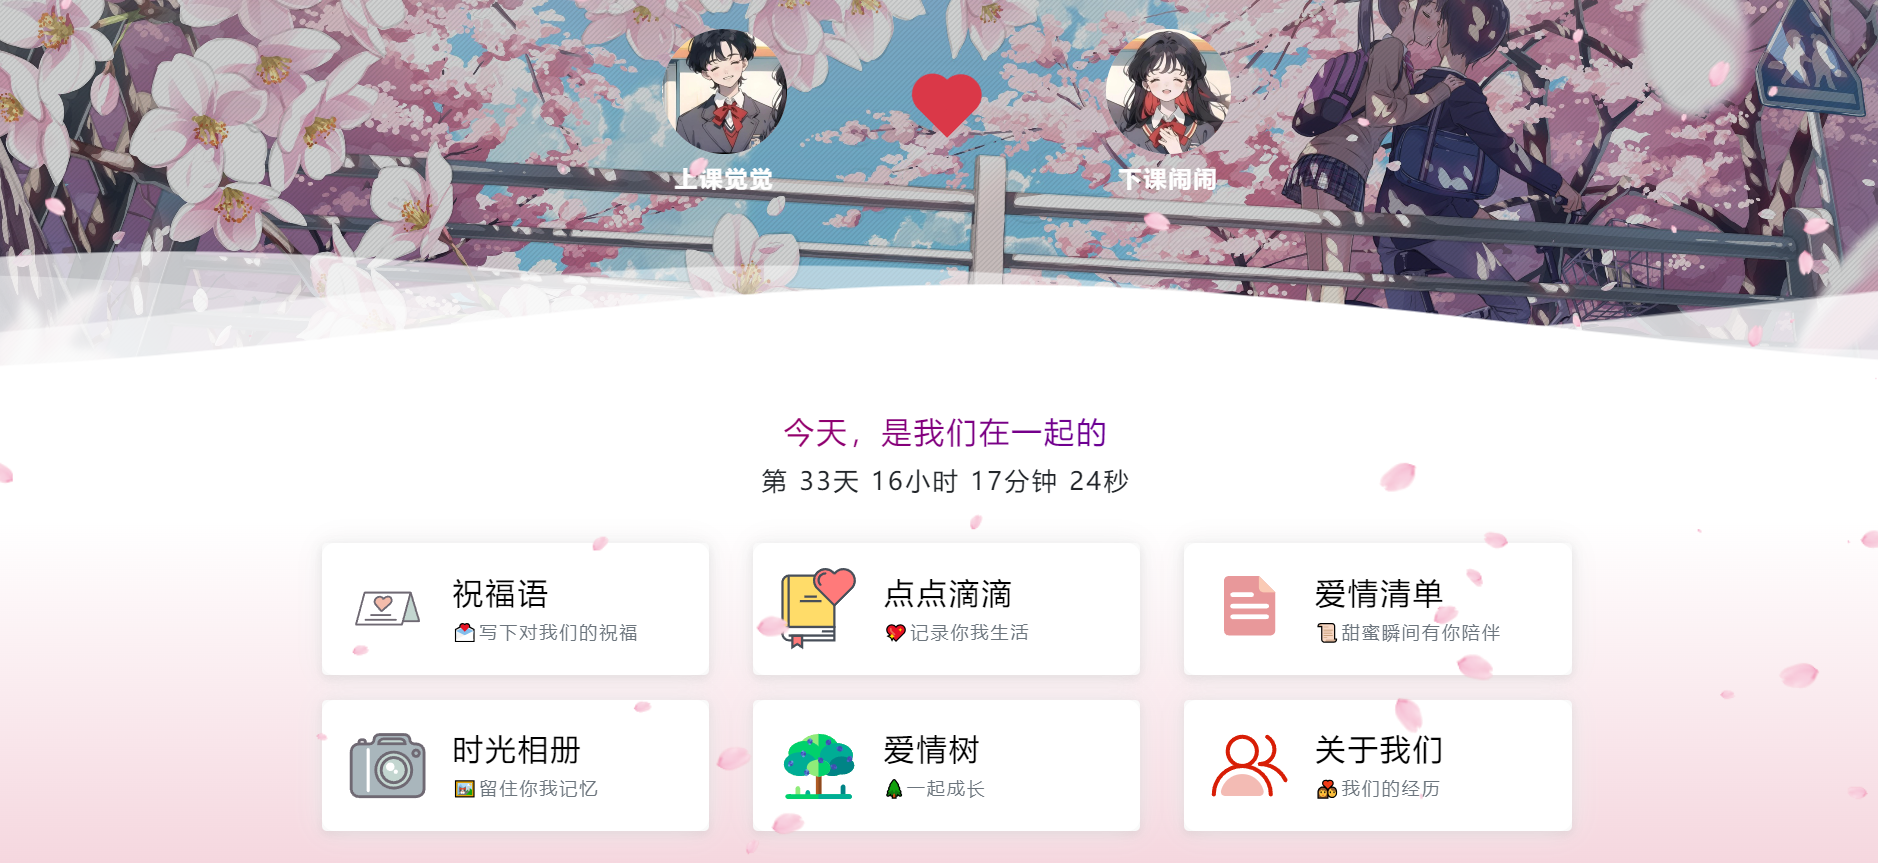 上课觉觉
下课闹闹
今天，是我们在一起的
第 33天 16小时 17分钟 24秒
祝福语
写下对我们的祝福
点点滴滴
记录你我生活
爱情清单
甜蜜瞬间有你陪伴
时光相册
留住你我记忆
爱情树
一起成长
关于我们
我们的经历